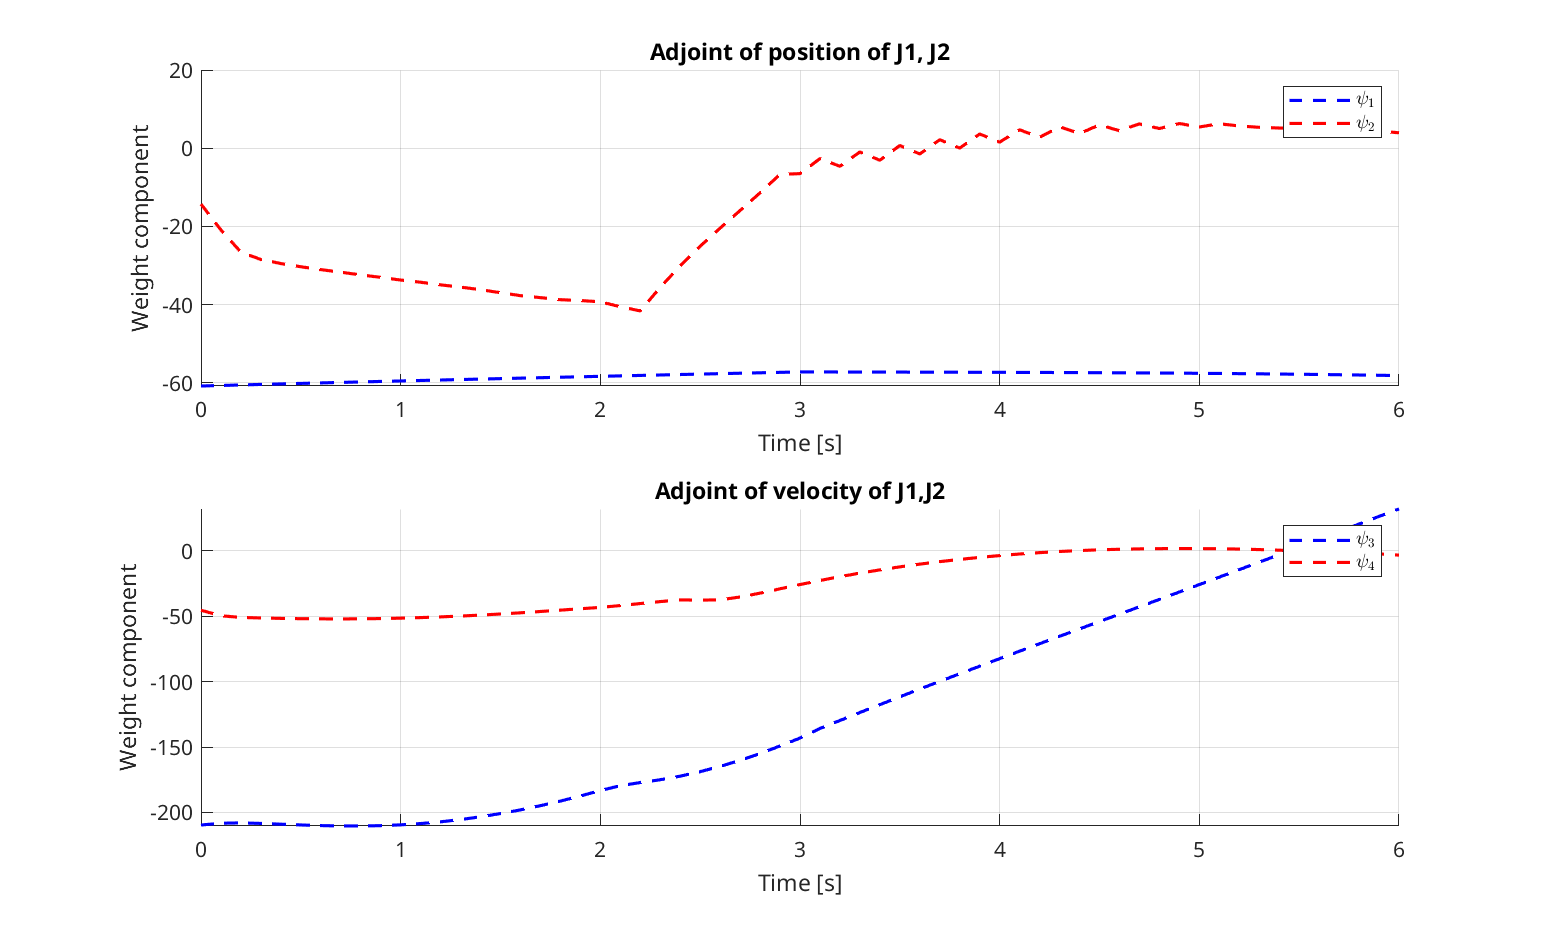 Adjoint of position of J1, J2
20
0
-20
-40
-60
Weight component
ψ1
ψ2
0 1 2 3 4 5 6
Time [s]
Adjoint of velocity of J1,J2
0
-50
-100
-150
-200
Weight component
ψ3
ψ4
0 1 2 3 4 5 6
Time [s]